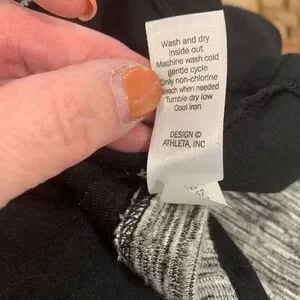 Wash and dry
inside out.
Machine wash cold
gentle cycle
Only non-chlorine
bleach when needed
Tumble dry low
Cool iron
DESIGN ©
ATHLETA, INC